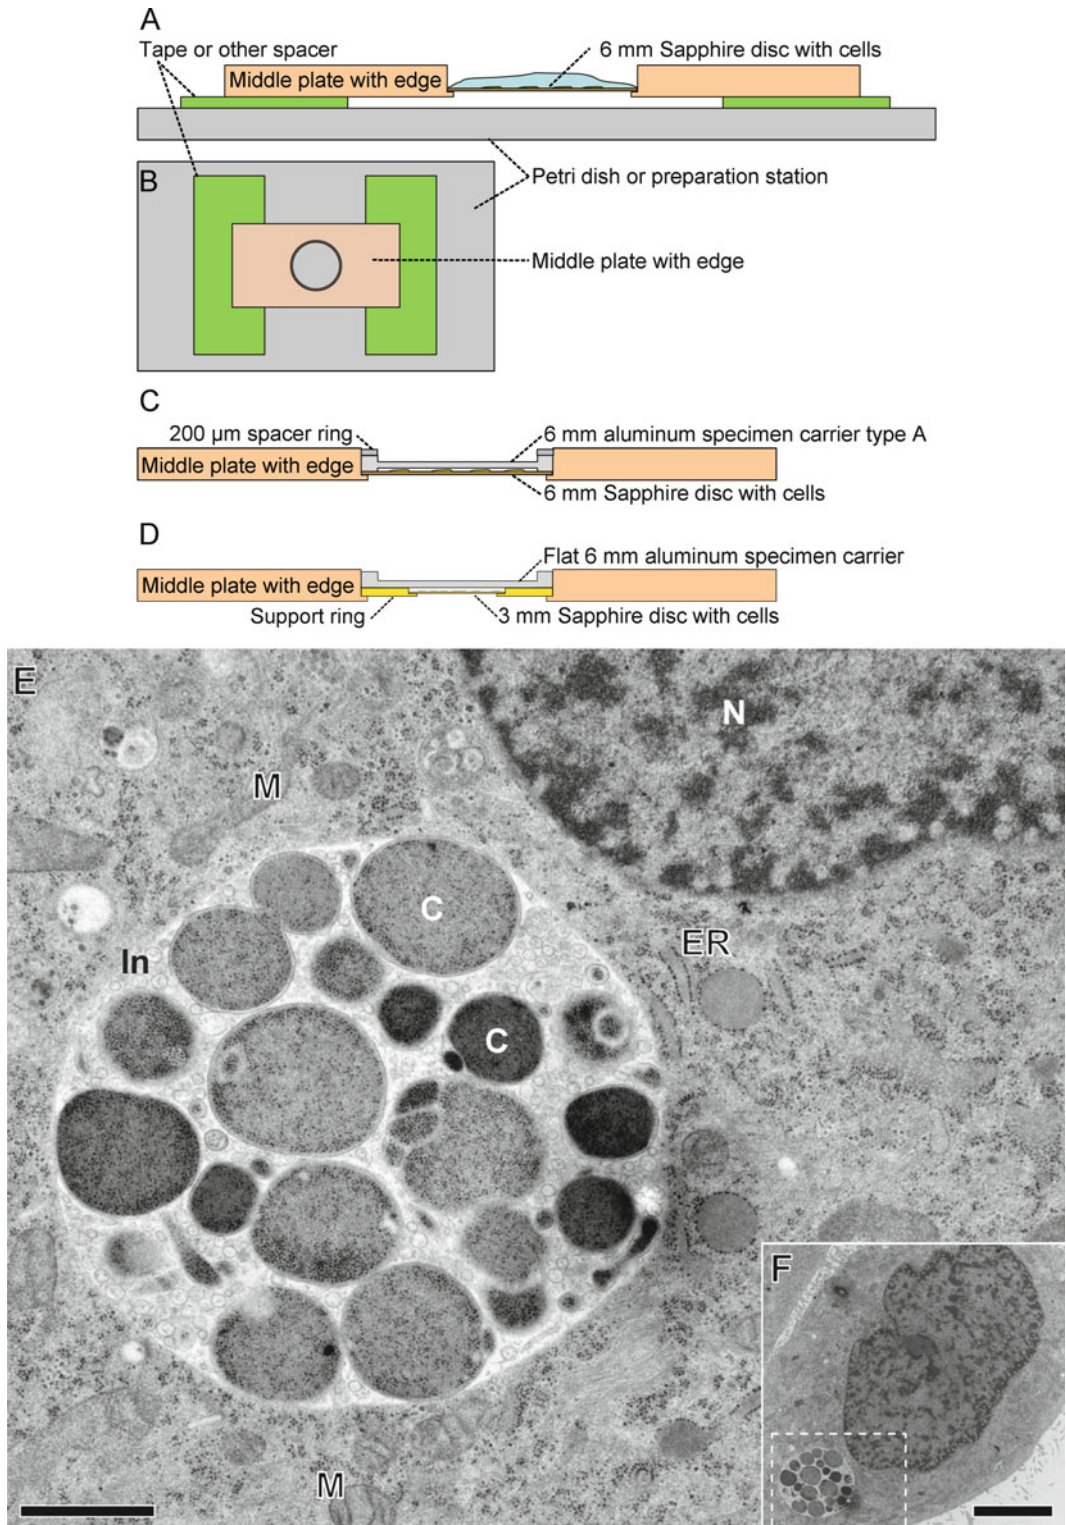 A
Tape or other spacer
6 mm Sapphire disc with cells
Middle plate with edge
B
Petri dish or preparation station
Middle plate with edge
C
200 µm spacer ring
6 mm aluminum specimen carrier type A
Middle plate with edge
6 mm Sapphire disc with cells
D
Flat 6 mm aluminum specimen carrier
Middle plate with edge
Support ring
3 mm Sapphire disc with cells
E
N
M
C
ER
In
C
F
M